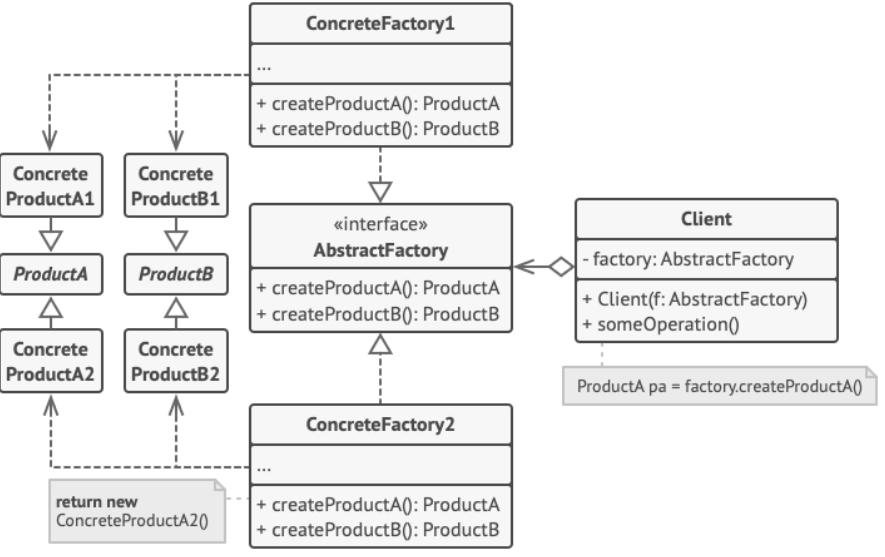 ConcreteFactory1
...
+ createProductA(): ProductA
+ createProductB(): ProductB
Concrete
ProductA1
Concrete
ProductB1
ProductA
ProductB
Concrete
ProductA2
Concrete
ProductB2
«interface»
AbstractFactory
+ createProductA(): ProductA
+ createProductB(): ProductB
Client
- factory: AbstractFactory
+ Client(f: AbstractFactory)
+ someOperation()
ProductA pa = factory.createProductA()
ConcreteFactory2
...
+ createProductA(): ProductA
+ createProductB(): ProductB
return new
ConcreteProductA2()